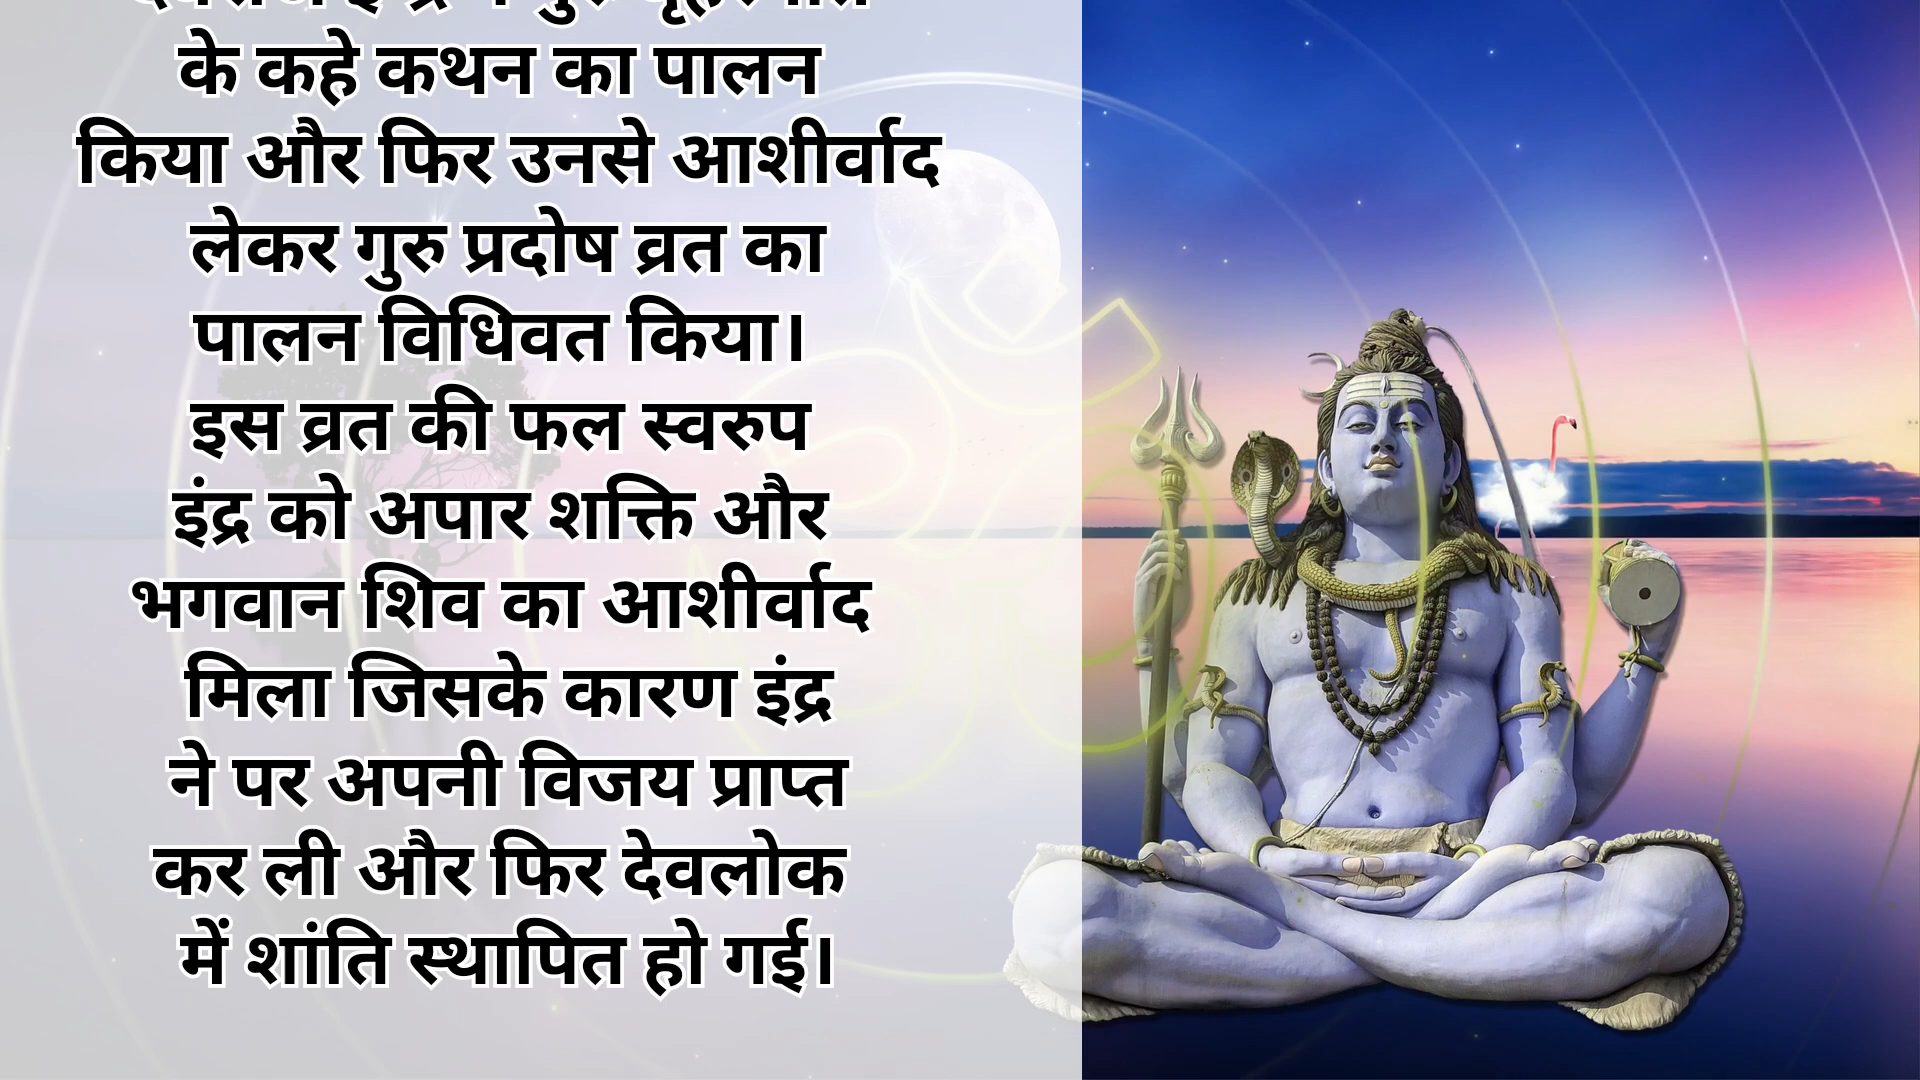 के कहे कथन का पालन
किया और फिर उनसे आशीर्वाद
लेकर गुरु प्रदोष व्रत का
पालन विधिवत किया।
इस व्रत की फल स्वरुप
इंद्र को अपार शक्ति और
भगवान शिव का आशीर्वाद
मिला जिसके कारण इंद्र
ने पर अपनी विजय प्राप्त
कर ली और फिर देवलोक
में शांति स्थापित हो गई।